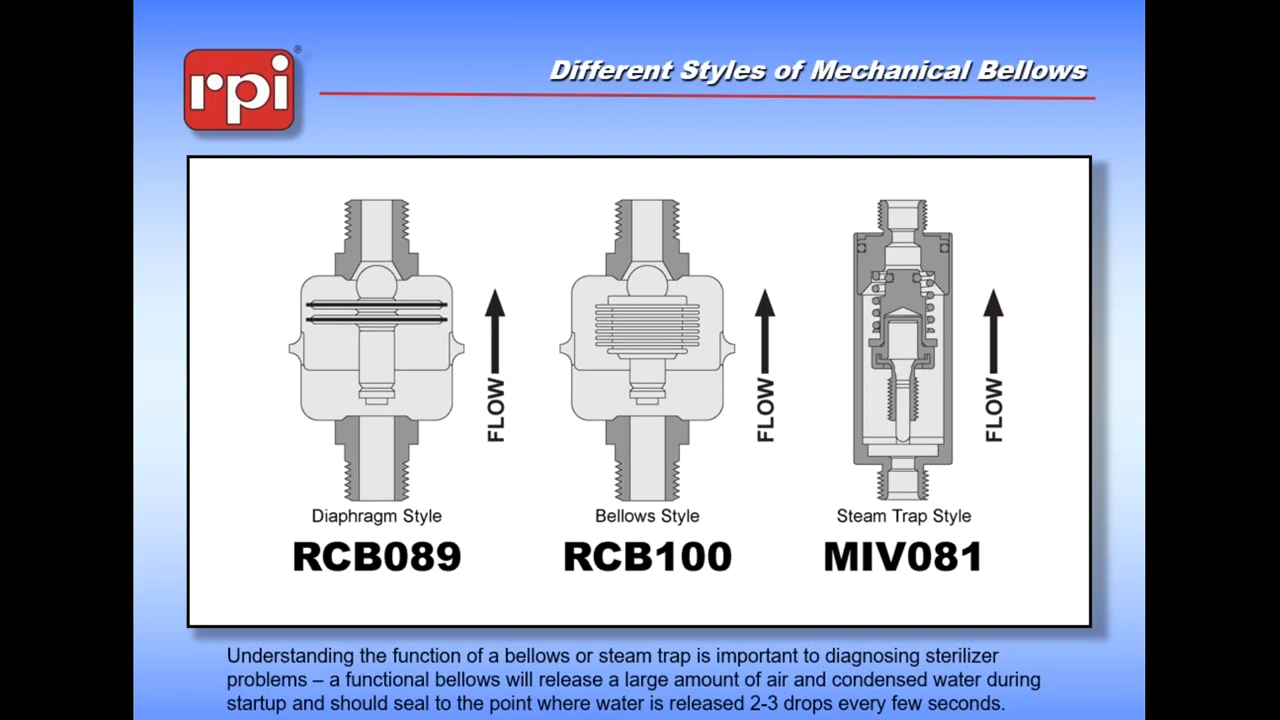 rpi®
Different Styles of Mechanical Bellows
FLOW
FLOW
FLOW
Diaphragm Style
Bellows Style
Steam Trap Style
RCB089
RCB100
MIV081
Understanding the function of a bellows or steam trap is important to diagnosing sterilizer
problems – a functional bellows will release a large amount of air and condensed water during
startup and should seal to the point where water is released 2-3 drops every few seconds.